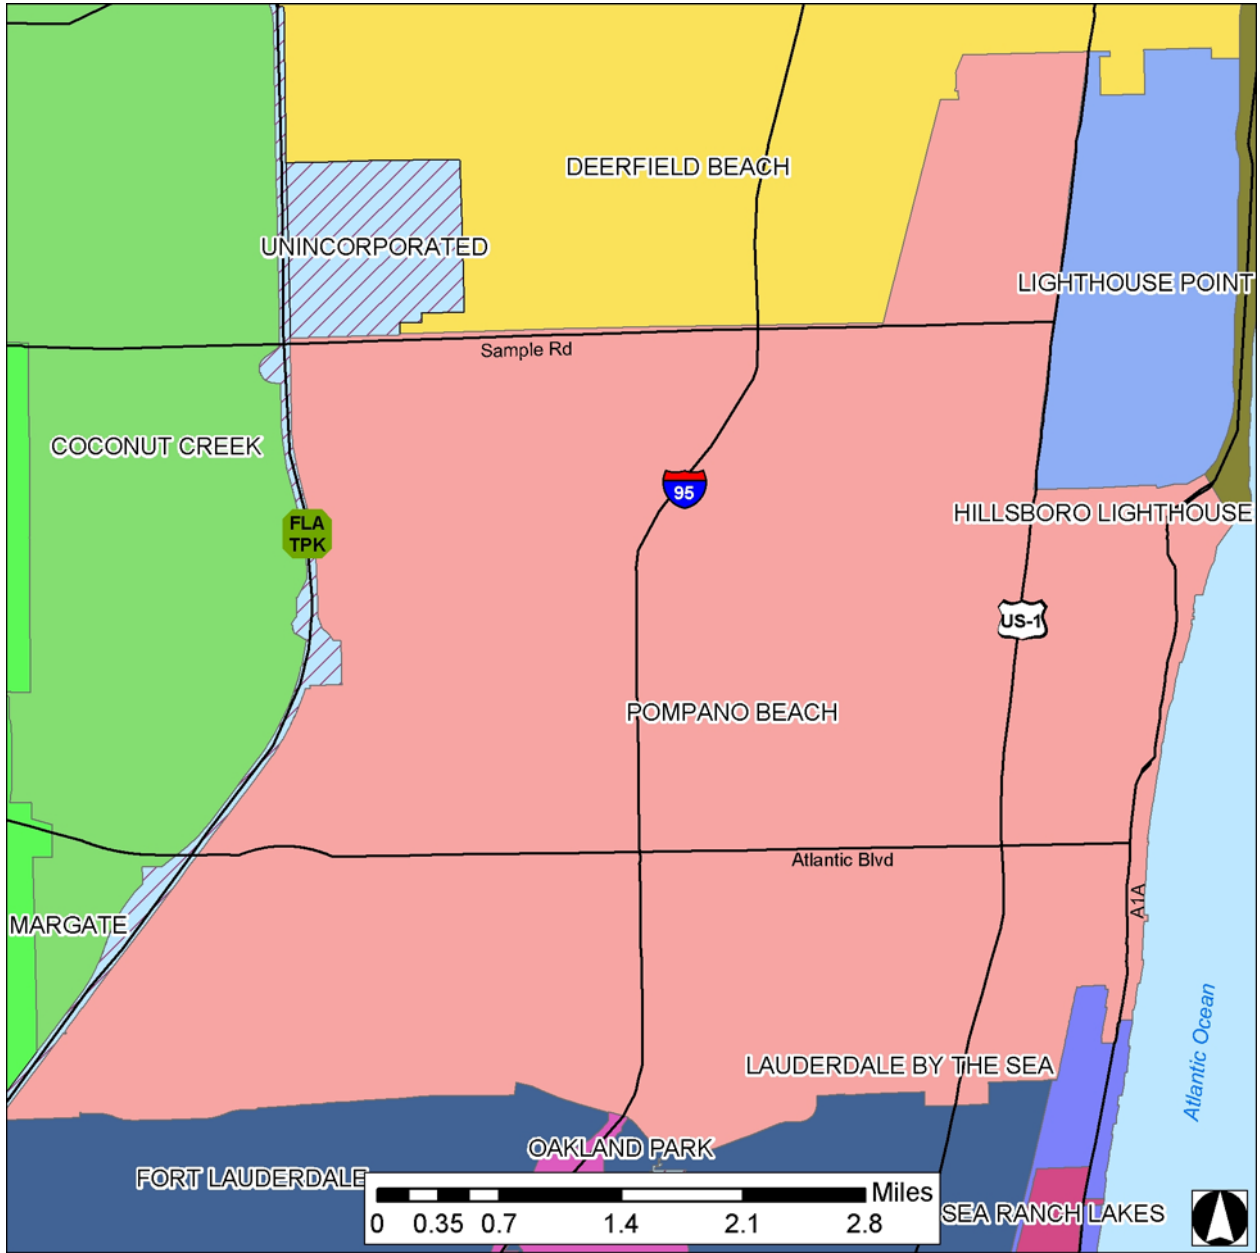 DEERFIELD BEACH
UNINCORPORATED
LIGHTHOUSE POINT
Sample Rd
COCONUT CREEK
95
HILLSBORO LIGHTHOUSE
FLA
TPK
US-1
POMPANO BEACH
Atlantic Blvd
A1A
MARGATE
Atlantic Ocean
LAUDERDALE BY THE SEA
OAKLAND PARK
FORT LAUDERDALE
Miles
0 0.35 0.7 1.4 2.1 2.8
SEA RANCH LAKES